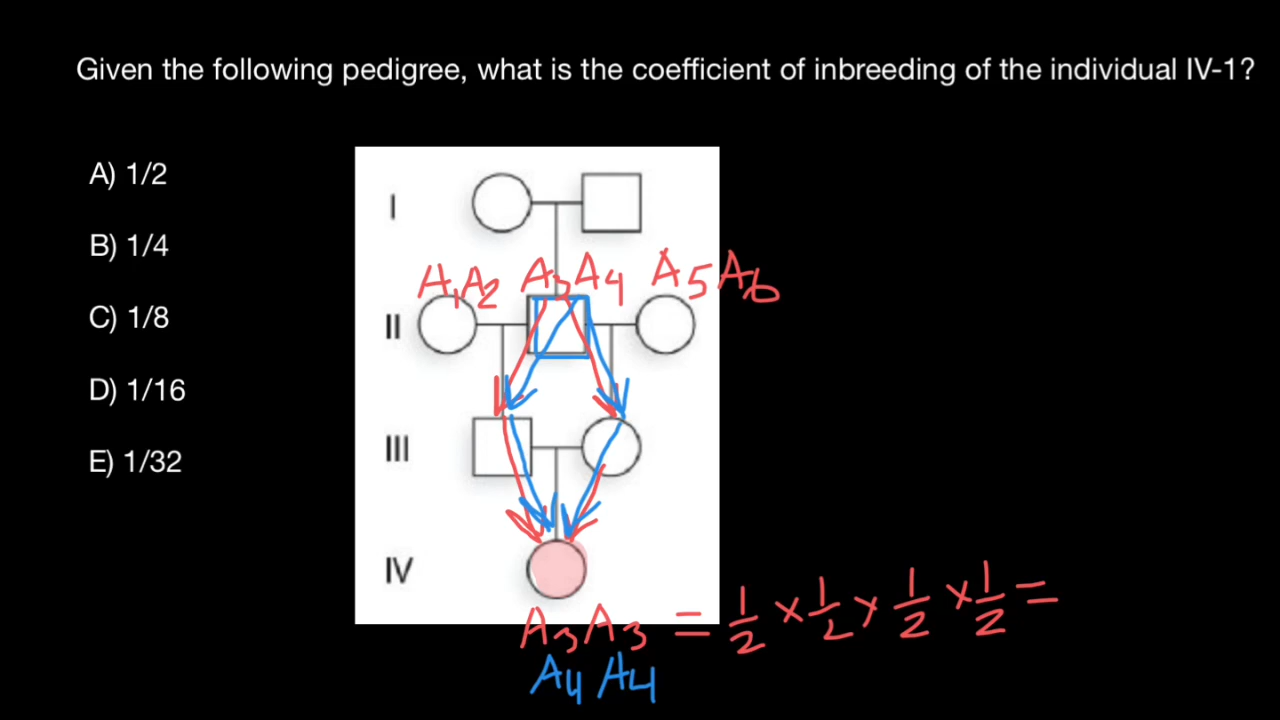 Given the following pedigree, what is the coefficient of inbreeding of the individual IV-1?
A) 1/2
B) 1/4
C) 1/8
D) 1/16
E) 1/32
I
A1A2 A3A4 A5A6
II
III
IV
A3A3 = 1/2 x 1/2 x 1/2 x 1/2 =
A4 A4